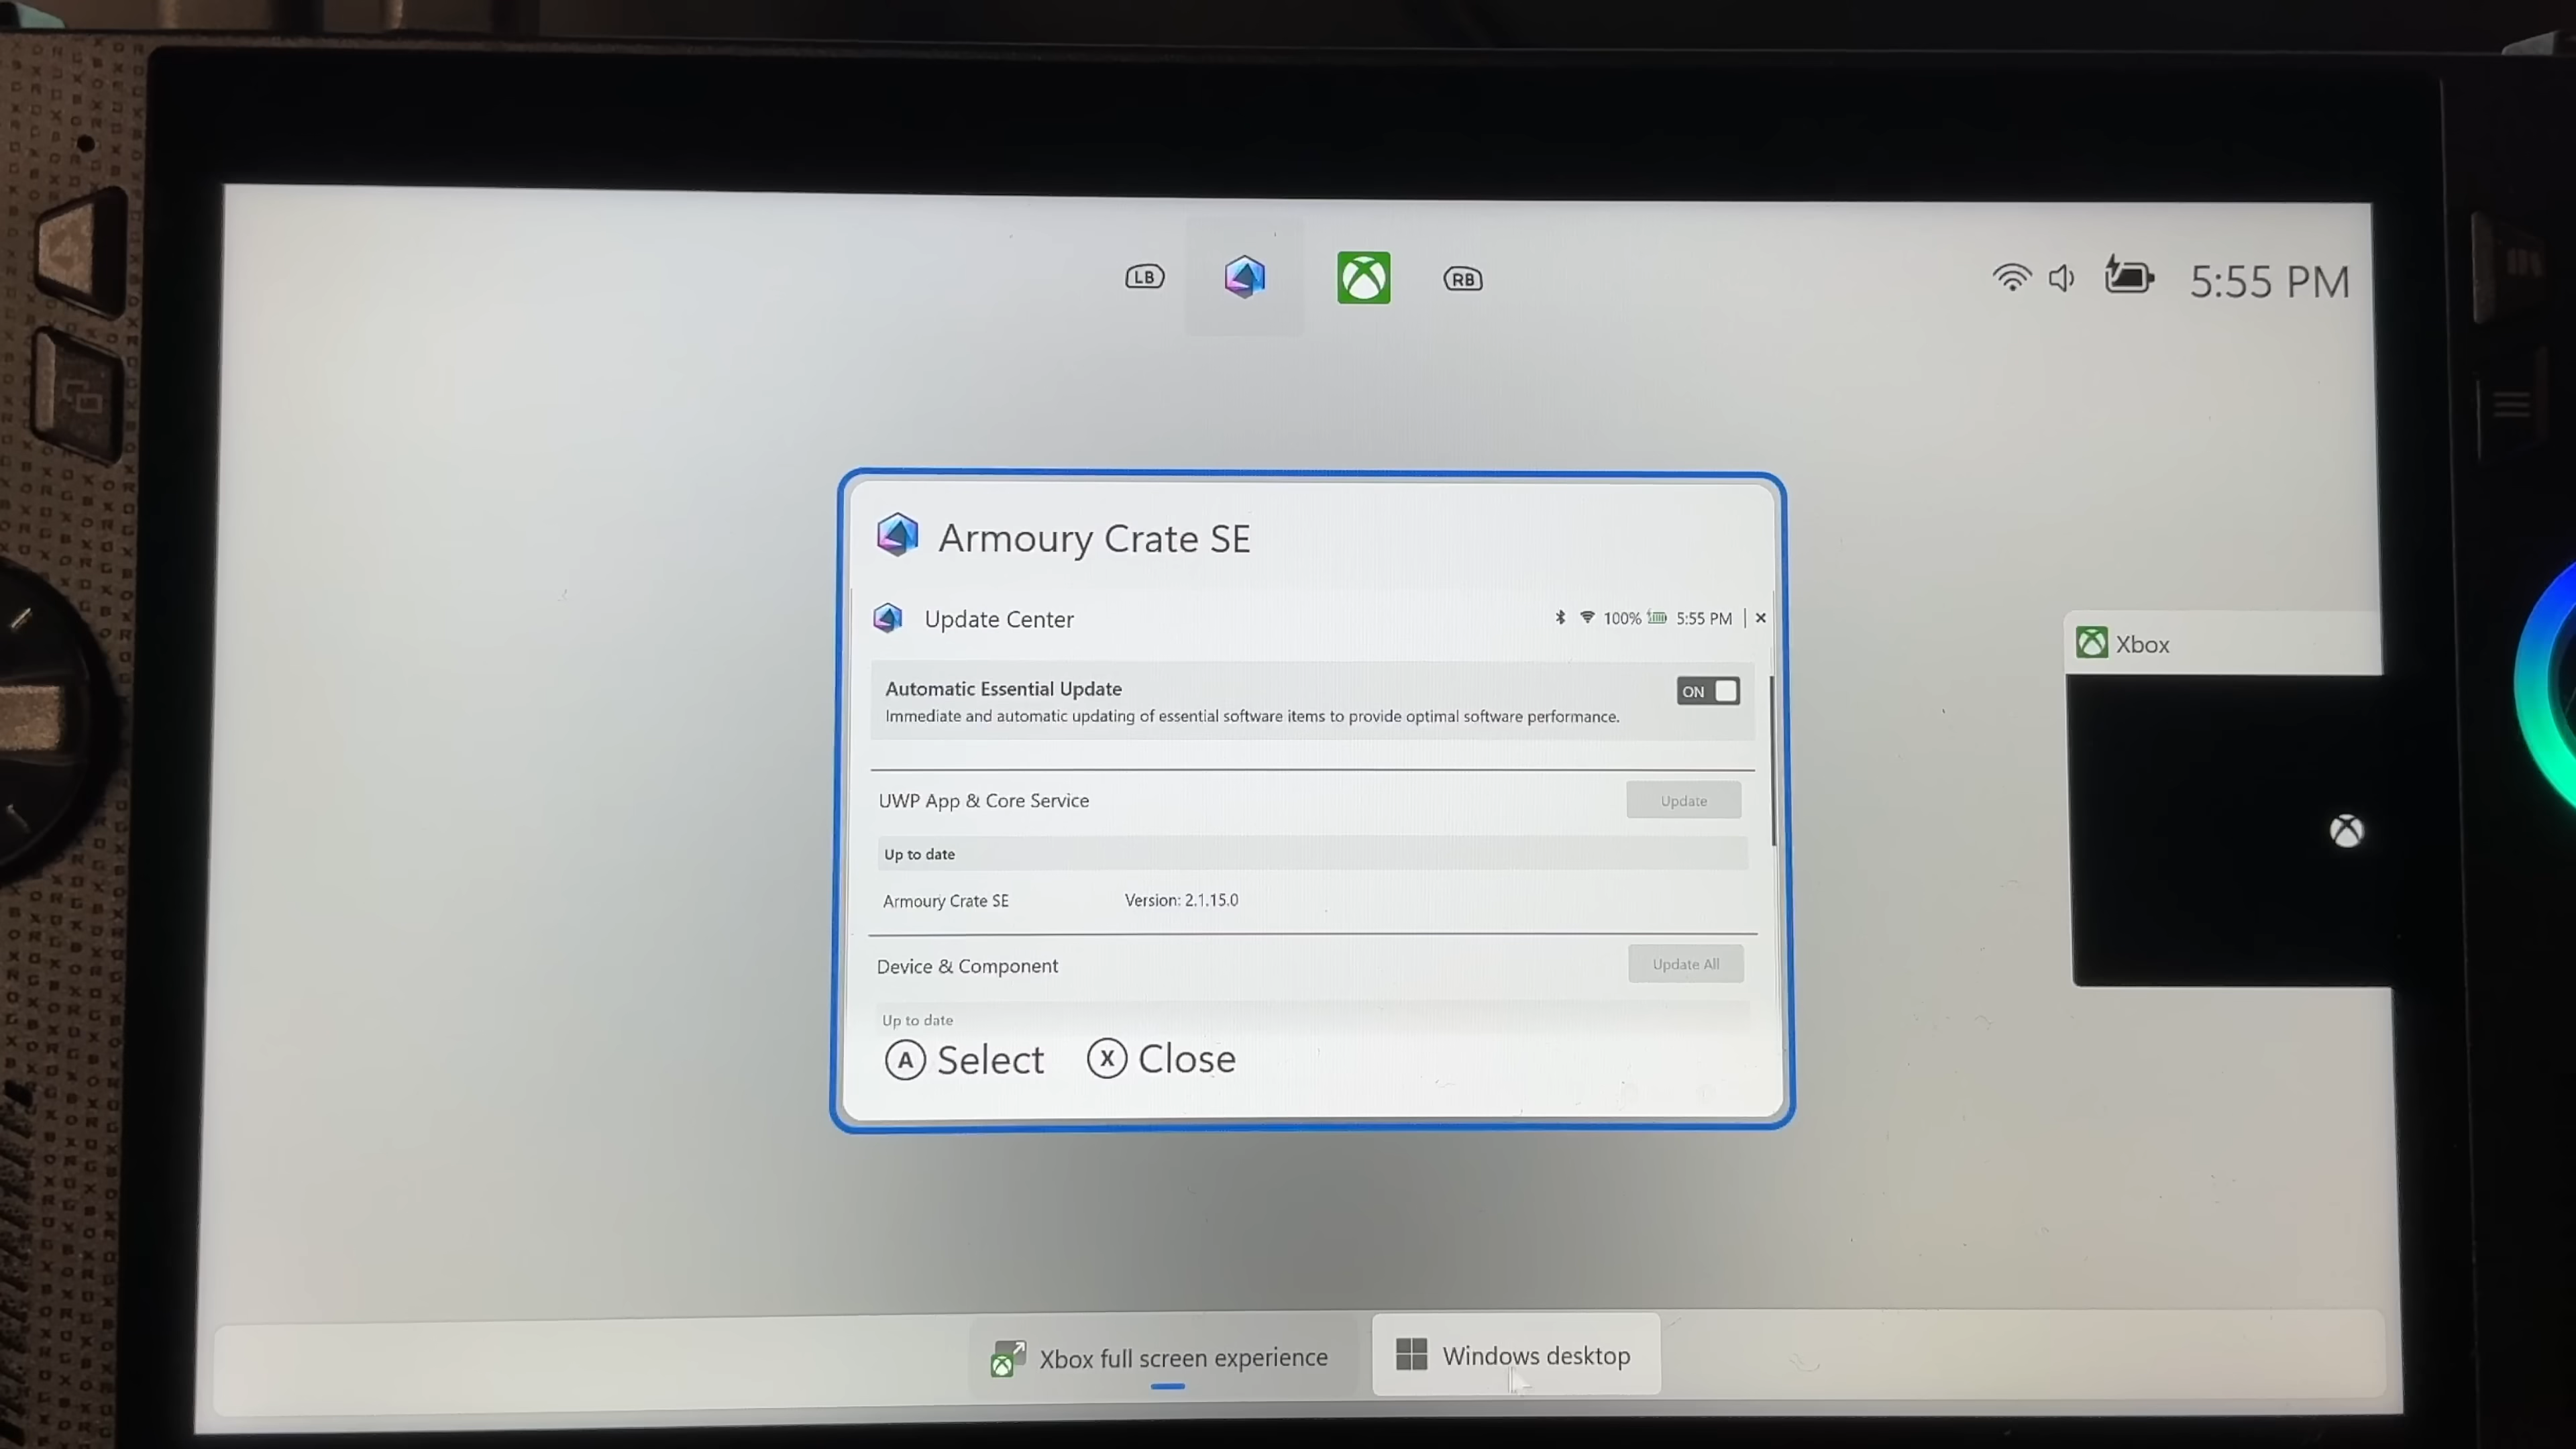 LB
RB
5:55 PM
Armoury Crate SE
Update Center
100%
5:55 PM
Automatic Essential Update
ON
Immediate and automatic updating of essential software items to provide optimal software performance.
UWP App & Core Service
Update
Up to date
Armoury Crate SE
Version: 2.1.15.0
Device & Component
Update All
Up to date
A Select
X Close
Xbox
Xbox full screen experience
Windows desktop